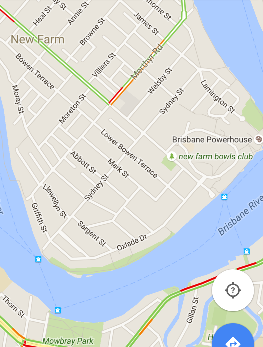 Heal St
Annie St
Browne St
James St
New Farm
Villiers St
Merthyr Rd
Bower Terrace
Moray St
Moreton St
Welsby St
Sydney St
Lamington St
Brisbane Powerhouse
new farm bowls club
Lower Bowen Terrace
Abbott St
Merk St
Sydney St
Llewellyn St
Griffith St
Sargent St
Oxlade Dr
Brisbane River
Thorn St
Gillan St
Mowbray Park